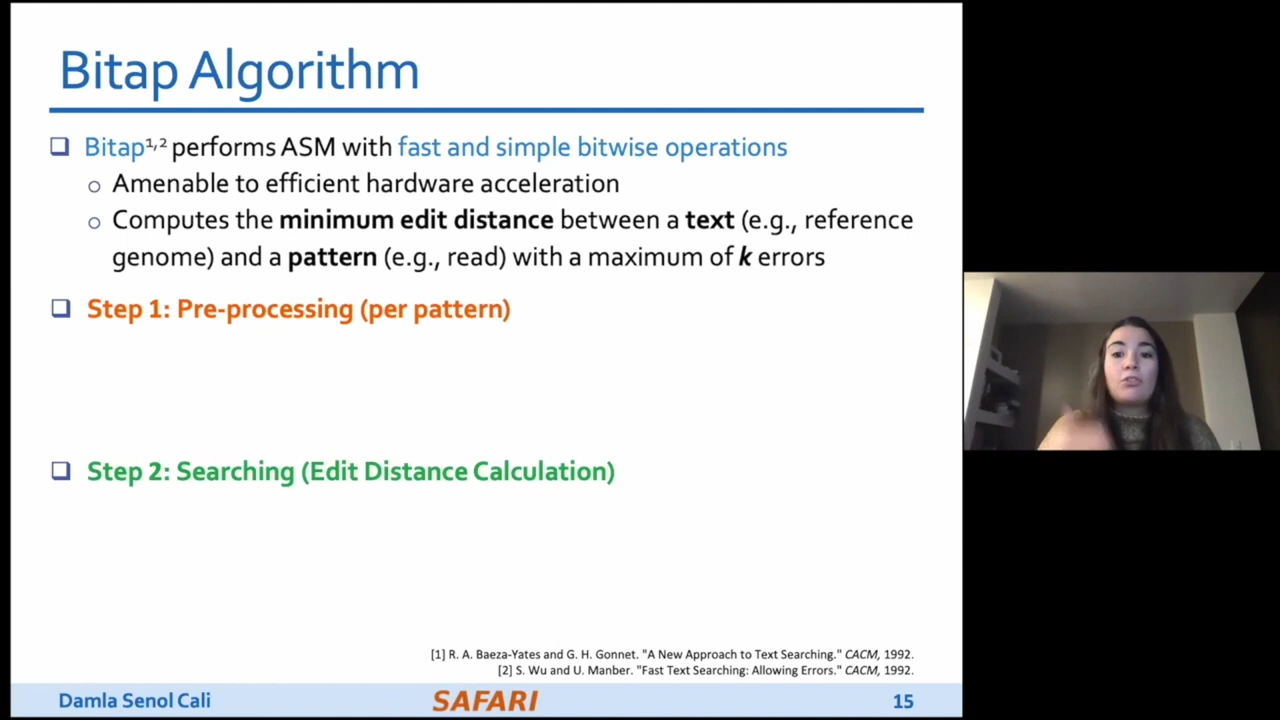 Bitap Algorithm
Bitap1,2 performs ASM with fast and simple bitwise operations
Amenable to efficient hardware acceleration
Computes the minimum edit distance between a text (e.g., reference
genome) and a pattern (e.g., read) with a maximum of k errors
Step 1: Pre-processing (per pattern)
Step 2: Searching (Edit Distance Calculation)
[1] R. A. Baeza-Yates and G. H. Gonnet. "A New Approach to Text Searching." CACM, 1992.
[2] S. Wu and U. Manber. "Fast Text Searching: Allowing Errors." CACM, 1992.
Damla Senol Cali SAFARI 15